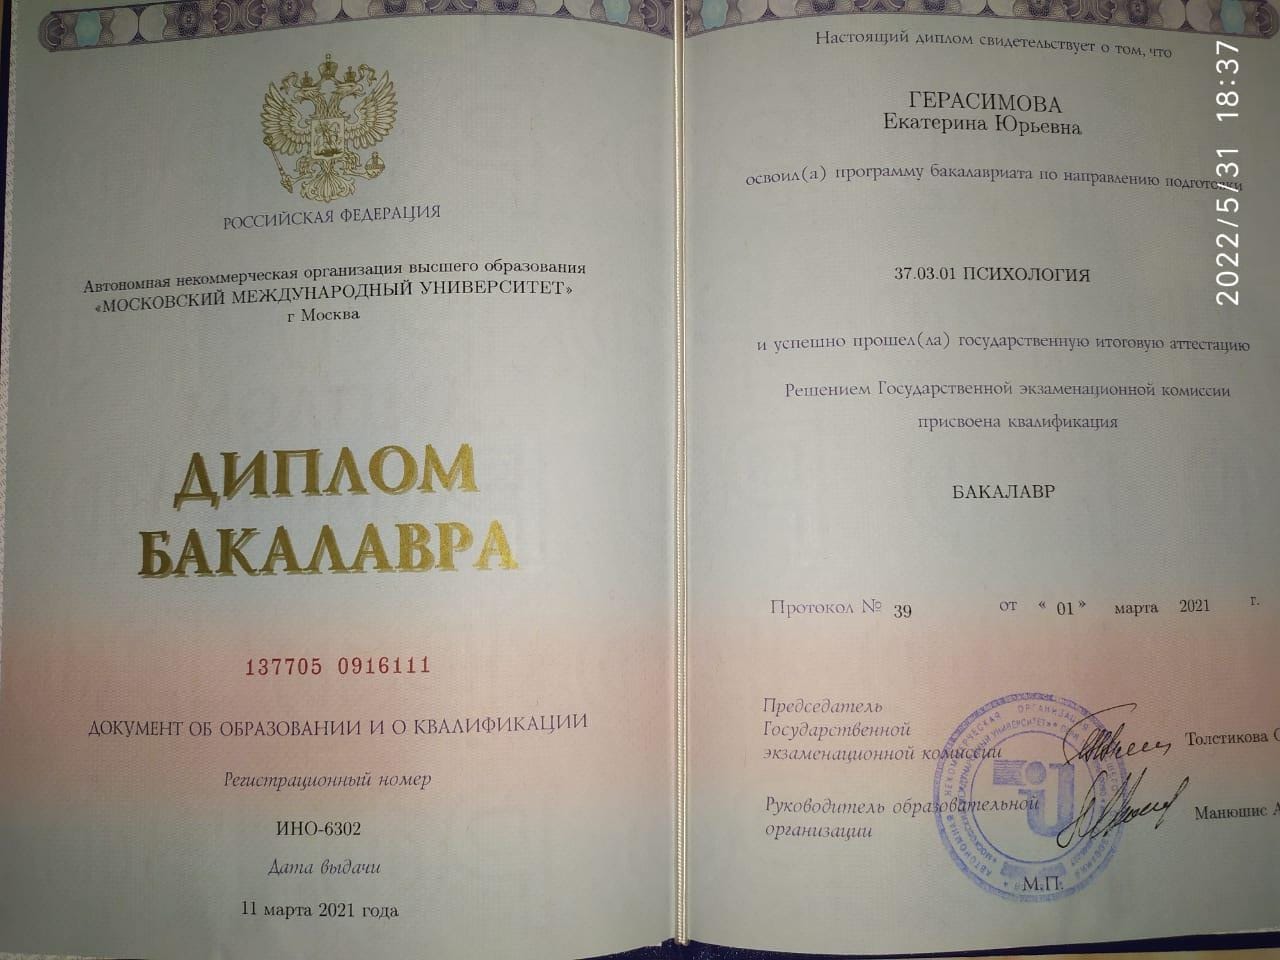 РОССИЙСКАЯ ФЕДЕРАЦИЯ
Автономная некоммерческая организация высшего образования
«МОСКОВСКИЙ МЕЖДУНАРОДНЫЙ УНИВЕРСИТЕТ»
г Москва
ДИПЛОМ
БАКАЛАВРА
137705 0916111
ДОКУМЕНТ ОБ ОБРАЗОВАНИИ И О КВАЛИФИКАЦИИ
Регистрационный номер
ИНО-6302
Дата выдачи
11 марта 2021 года
Настоящий диплом свидетельствует о том, что
ГЕРАСИМОВА
Екатерина Юрьевна
освоил(а) программу бакалавриата по направлению подготовки
37.03.01 ПСИХОЛОГИЯ
и успешно прошел(ла) государственную итоговую аттестацию
Решением Государственной экзаменационной комиссии
присвоена квалификация
БАКАЛАВР
Протокол № 39 от « 01 » марта 2021 г.
Председатель
Государственной
экзаменационной комиссии
Толстикова
Руководитель образовательной
организации
Манюшис А
М.П.
2022/5/31 18:37